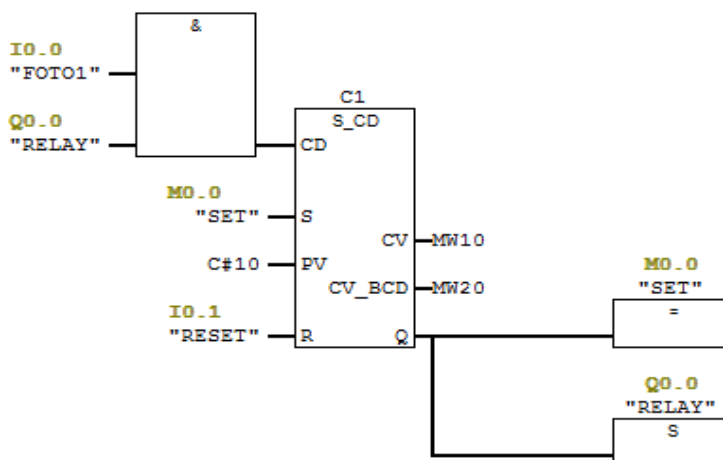 &
I0.0
"FOTO1"
Q0.0
"RELAY"
C1
S_CD
CD
M0.0
"SET"
S
CV
MW10
C#10
PV
CV_BCD
MW20
I0.1
"RESET"
R
Q
M0.0
"SET"
=
Q0.0
"RELAY"
S